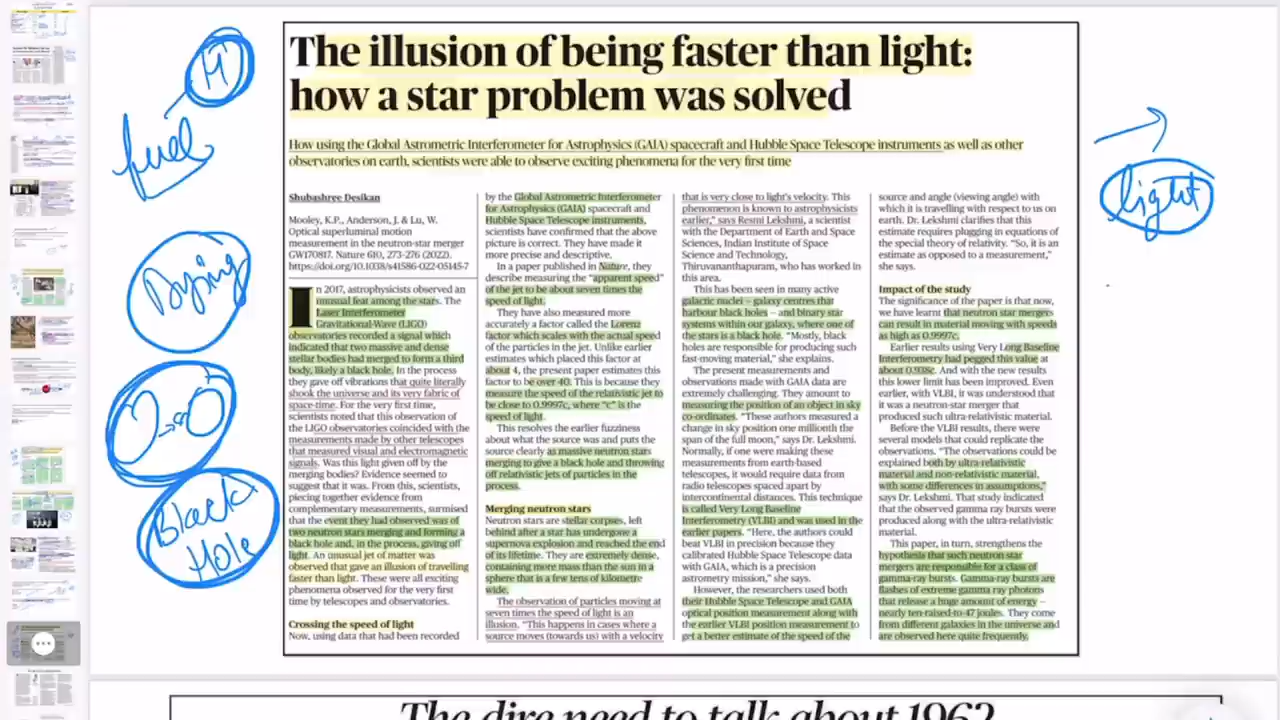 The illusion of being faster than light:
how a star problem was solved
How using the Global Astrometric Interferometer for Astrophysics (GAIA) spacecraft and Hubble Space Telescope instruments as well as other
observatories on earth, scientists were able to observe exciting phenomena for the very first time
Shubashree Desikan
Mooley, K.P., Anderson, J. & Lu, W.
Optical superluminal motion
measurement in the neutron-star merger
GW170817. Nature 610, 273-276 (2022).
https://doi.org/10.1038/s41586-022-05145-7
In 2017, astrophysicists observed an
unusual feat among the stars. The
Laser Interferometer
Gravitational-Wave (LIGO)
observatories recorded a signal which
indicated that two massive and dense
stellar bodies had merged to form a third
body, likely a black hole. In the process
they gave off vibrations that quite literally
shook the universe and its very fabric of
space-time. For the very first time,
scientists noted that this observation of
the LIGO observatories coincided with the
measurements made by other telescopes
that measured visual and electromagnetic
signals. Was this light given off by the
merging bodies? Evidence seemed to
suggest that it was. From this, scientists,
piecing together evidence from
complementary measurements, surmised
that the event they had observed was of
two neutron stars merging and forming a
black hole and, in the process, giving off
light. An unusual jet of matter was
observed that gave an illusion of travelling
faster than light. These were all exciting
phenomena observed for the very first
time by telescopes and observatories.
Crossing the speed of light
Now, using data that had been recorded
by the Global Astrometric Interferometer
for Astrophysics (GAIA) spacecraft and
Hubble Space Telescope instruments,
scientists have confirmed that the above
picture is correct. They have made it
more precise and descriptive.
In a paper published in Nature, they
describe measuring the "apparent speed"
of the jet to be about seven times the
speed of light.
They have also measured more
accurately a factor called the Lorenz
factor which scales with the actual speed
of the particles in the jet. Unlike earlier
estimates which placed this factor at
about 4, the present paper estimates this
factor to be over 40. This is because they
measure the speed of the relativistic jet to
be close to 0.9997c, where "c" is the
speed of light.
This resolves the earlier fuzziness
about what the source was and puts the
source clearly as massive neutron stars
merging to give a black hole and throwing
off relativistic jets of particles in the
process.
Merging neutron stars
Neutron stars are stellar corpses, left
behind after a star has undergone a
supernova explosion and reached the end
of its lifetime. They are extremely dense,
containing more mass than the sun in a
sphere that is a few tens of kilometre
wide.
The observation of particles moving at
seven times the speed of light is an
illusion. "This happens in cases where a
source moves (towards us) with a velocity
that is very close to light's velocity. This
phenomenon is known to astrophysicists
earlier," says Resmi Lekshmi, a scientist
with the Department of Earth and Space
Sciences, Indian Institute of Space
Science and Technology,
Thiruvananthapuram, who has worked in
this area.
This has been seen in many active
galactic nuclei – galaxy centres that
harbour black holes – and binary star
systems within our galaxy, where one of
the stars is a black hole. "Mostly, black
holes are responsible for producing such
fast-moving material," she explains.
The present measurements and
observations made with GAIA data are
extremely challenging. They amount to
measuring the position of an object in sky
co-ordinates. "These authors measured a
change in sky position one millionth the
span of the full moon," says Dr. Lekshmi.
Normally, if one were making these
measurements from earth-based
telescopes, it would require data from
radio telescopes spaced apart by
intercontinental distances. This technique
is called Very Long Baseline
Interferometry (VLBI) and was used in the
earlier papers. "Here, the authors could
beat VLBI in precision because they
calibrated Hubble Space Telescope data
with GAIA, which is a precision
astrometry mission," she says.
However, the researchers used both
their Hubble Space Telescope and GAIA
optical position measurement along with
the earlier VLBI position measurement to
get a better estimate of the speed of the
source and angle (viewing angle) with
which it is travelling with respect to us on
earth. Dr. Lekshmi clarifies that this
estimate requires plugging in equations of
the special theory of relativity. "So, it is an
estimate as opposed to a measurement,"
she says.
Impact of the study
The significance of the paper is that now,
we have learnt that neutron star mergers
can result in material moving with speeds
as high as 0.9997c.
Earlier results using Very Long Baseline
Interferometry had pegged this value at
about 0.938c. And with the new results
this lower limit has been improved. Even
earlier, with VLBI, it was understood that
it was a neutron-star merger that
produced such ultra-relativistic material.
Before the VLBI results, there were
several models that could replicate the
observations. "The observations could be
explained both by ultra-relativistic
material and non-relativistic material,
with some differences in assumptions,"
says Dr. Lekshmi. That study indicated
that the observed gamma ray bursts were
produced along with the ultra-relativistic
material.
This paper, in turn, strengthens the
hypothesis that such neutron star
mergers are responsible for a class of
gamma-ray bursts. Gamma-ray bursts are
flashes of extreme gamma ray photons
that release a huge amount of energy –
nearly ten-raised-to-47 joules. They come
from different galaxies in the universe and
are observed here quite frequently.
H
fuel
Dying
Black
Hole
light
The dire need to talk about 1962